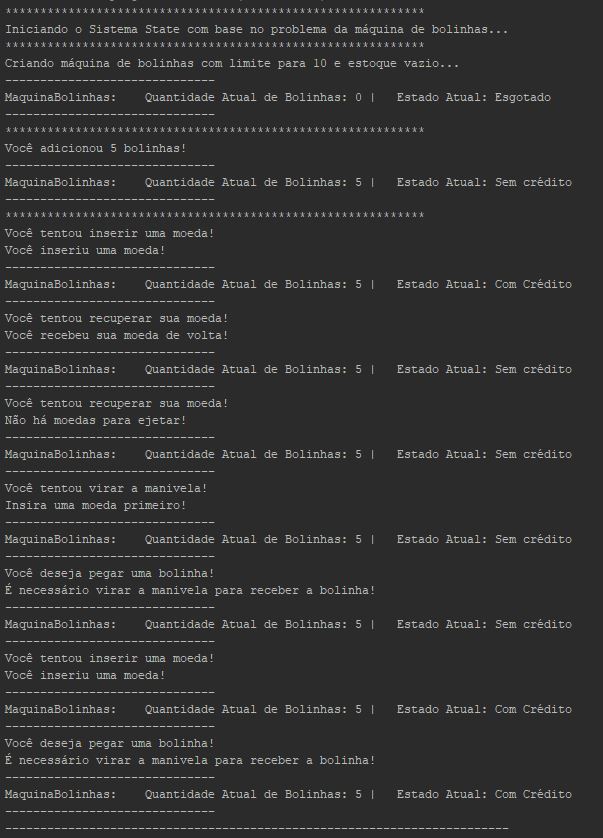 ************************************************************
Iniciando o Sistema State com base no problema da máquina de bolinhas...
************************************************************
Criando máquina de bolinhas com limite para 10 e estoque vazio...
------------------------------
MaquinaBolinhas:    Quantidade Atual de Bolinhas: 0 |   Estado Atual: Esgotado
------------------------------
************************************************************
Você adicionou 5 bolinhas!
------------------------------
MaquinaBolinhas:    Quantidade Atual de Bolinhas: 5 |   Estado Atual: Sem crédito
------------------------------
************************************************************
Você tentou inserir uma moeda!
Você inseriu uma moeda!
------------------------------
MaquinaBolinhas:    Quantidade Atual de Bolinhas: 5 |   Estado Atual: Com Crédito
------------------------------
Você tentou recuperar sua moeda!
Você recebeu sua moeda de volta!
------------------------------
MaquinaBolinhas:    Quantidade Atual de Bolinhas: 5 |   Estado Atual: Sem crédito
------------------------------
Você tentou recuperar sua moeda!
Não há moedas para ejetar!
------------------------------
MaquinaBolinhas:    Quantidade Atual de Bolinhas: 5 |   Estado Atual: Sem crédito
------------------------------
Você tentou virar a manivela!
Insira uma moeda primeiro!
------------------------------
MaquinaBolinhas:    Quantidade Atual de Bolinhas: 5 |   Estado Atual: Sem crédito
------------------------------
Você deseja pegar uma bolinha!
É necessário virar a manivela para receber a bolinha!
------------------------------
MaquinaBolinhas:    Quantidade Atual de Bolinhas: 5 |   Estado Atual: Sem crédito
------------------------------
Você tentou inserir uma moeda!
Você inseriu uma moeda!
------------------------------
MaquinaBolinhas:    Quantidade Atual de Bolinhas: 5 |   Estado Atual: Com Crédito
------------------------------
Você deseja pegar uma bolinha!
É necessário virar a manivela para receber a bolinha!
------------------------------
MaquinaBolinhas:    Quantidade Atual de Bolinhas: 5 |   Estado Atual: Com Crédito
------------------------------
------------------------------------------------------------------------